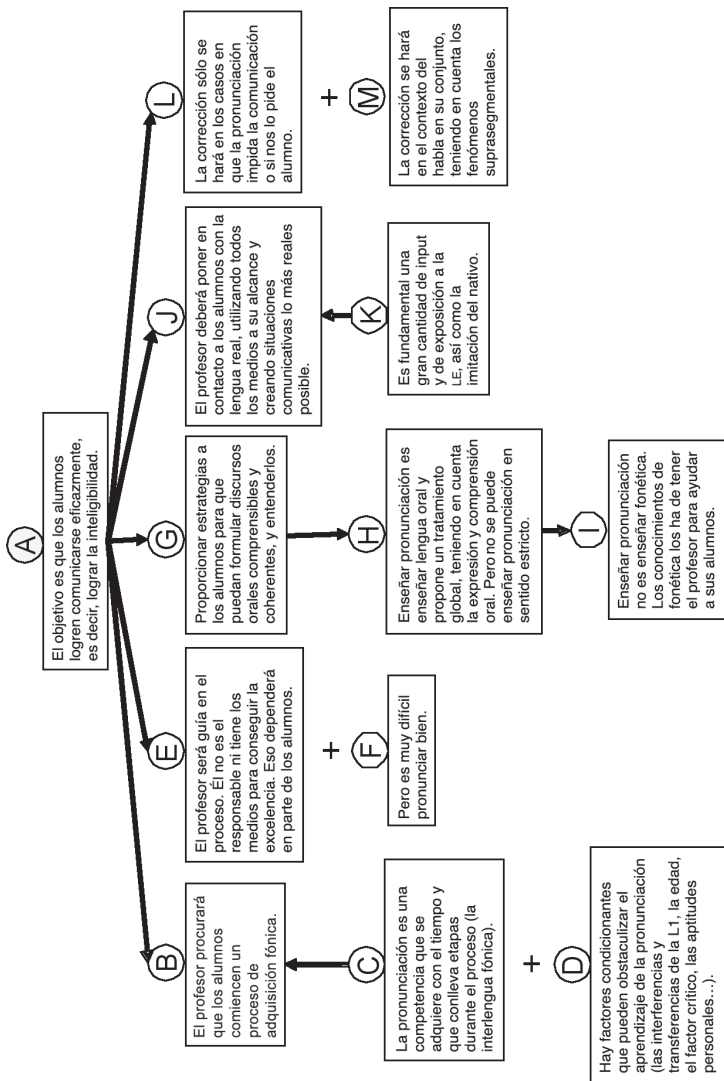 A
El objetivo es que los alumnos
logren comunicarse eficazmente,
es decir, lograr la inteligibilidad.
B
El profesor procurará
que los alumnos
comiencen un
proceso de
adquisición fónica.
C
La pronunciación es una
competencia que se
adquiere con el tiempo y
que conlleva etapas
durante el proceso (la
interlengua fónica).
+
D
Hay factores condicionantes
que pueden obstaculizar el
aprendizaje de la pronunciación
(las interferencias y
transferencias de la L1, la edad,
el factor crítico, las aptitudes
personales...).
E
El profesor será guía en el
proceso. Él no es el
responsable ni tiene los
medios para conseguir la
excelencia. Eso dependerá
en parte de los alumnos.
+
F
Pero es muy difícil
pronunciar bien.
G
Proporcionar estrategias a
los alumnos para que
puedan formular discursos
orales comprensibles y
coherentes, y entenderlos.
H
Enseñar pronunciación es
enseñar lengua oral y
propone un tratamiento
global, teniendo en cuenta
la expresión y comprensión
oral. Pero no se puede
enseñar pronunciación en
sentido estricto.
I
Enseñar pronunciación
no es enseñar fonética.
Los conocimientos de
fonética los ha de tener
el profesor para ayudar
a sus alumnos.
J
El profesor deberá poner en
contacto a los alumnos con la
lengua real, utilizando todos
los medios a su alcance y
creando situaciones
comunicativas lo más reales
posible.
K
Es fundamental una
gran cantidad de input
y de exposición a la
LE, así como la
imitación del nativo.
L
La corrección sólo se
hará en los casos en
que la pronunciación
impida la comunicación
o si nos lo pide el
alumno.
+
M
La corrección se hará
en el contexto del
habla en su conjunto,
teniendo en cuenta los
fenómenos
suprasegmentales.